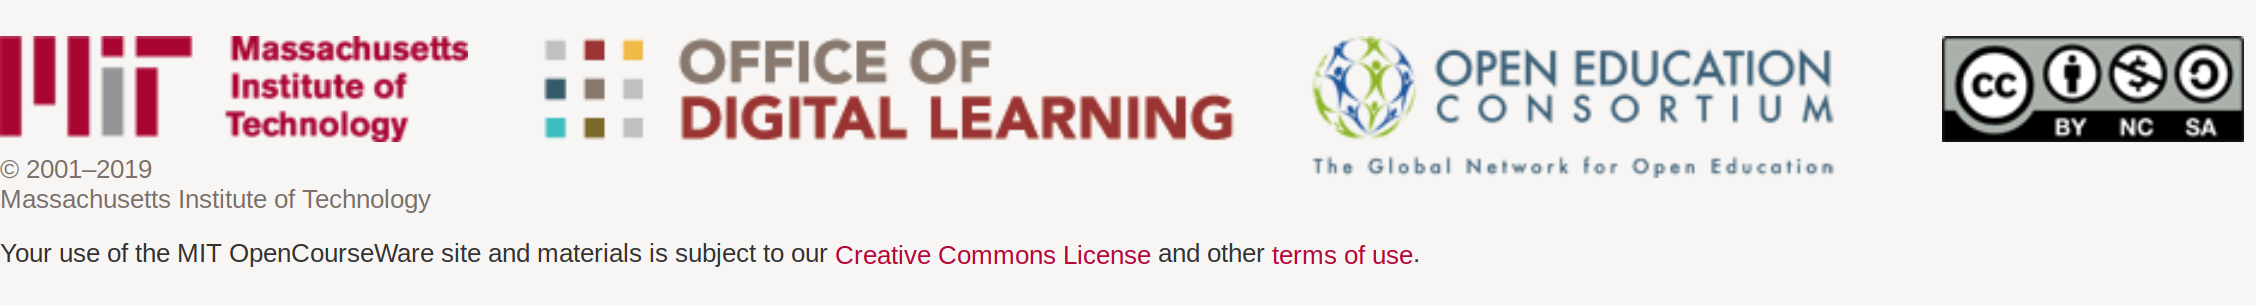 Massachusetts
Institute of
Technology
OFFICE OF
DIGITAL LEARNING
OPEN EDUCATION
CONSORTIUM
The Global Network for Open Education
cc
BY NC SA
© 2001–2019
Massachusetts Institute of Technology
Your use of the MIT OpenCourseWare site and materials is subject to our Creative Commons License and other terms of use.